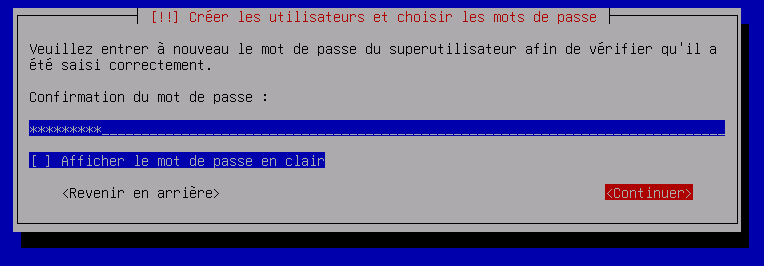 [!!] Créer les utilisateurs et choisir les mots de passe
Veuillez entrer à nouveau le mot de passe du superutilisateur afin de vérifier qu'il a
été saisi correctement.
Confirmation du mot de passe :
*********
[ ] Afficher le mot de passe en clair
<Revenir en arrière> <Continuer>